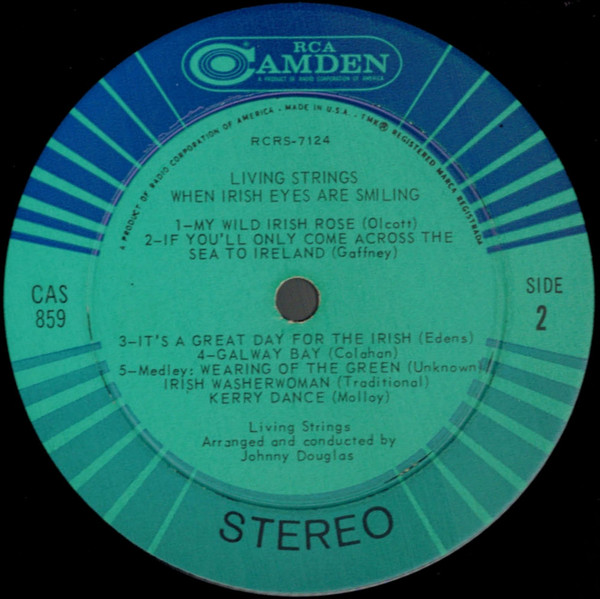 RCA
CAMDEN
A PRODUCT OF RADIO CORPORATION OF AMERICA
A PRODUCT OF RADIO CORPORATION OF AMERICA - MADE IN U.S.A. - TMK ® REGISTERED MARCA REGISTRADA
RCRS-7124
LIVING STRINGS
WHEN IRISH EYES ARE SMILING
1-MY WILD IRISH ROSE (Olcott)
2-IF YOU'LL ONLY COME ACROSS THE
SEA TO IRELAND (Gaffney)
CAS
859
SIDE
2
3-IT'S A GREAT DAY FOR THE IRISH (Edens)
4-GALWAY BAY (Colahan)
5-Medley: WEARING OF THE GREEN (Unknown)
IRISH WASHERWOMAN (Traditional)
KERRY DANCE (Molloy)
Living Strings
Arranged and conducted by
Johnny Douglas
STEREO